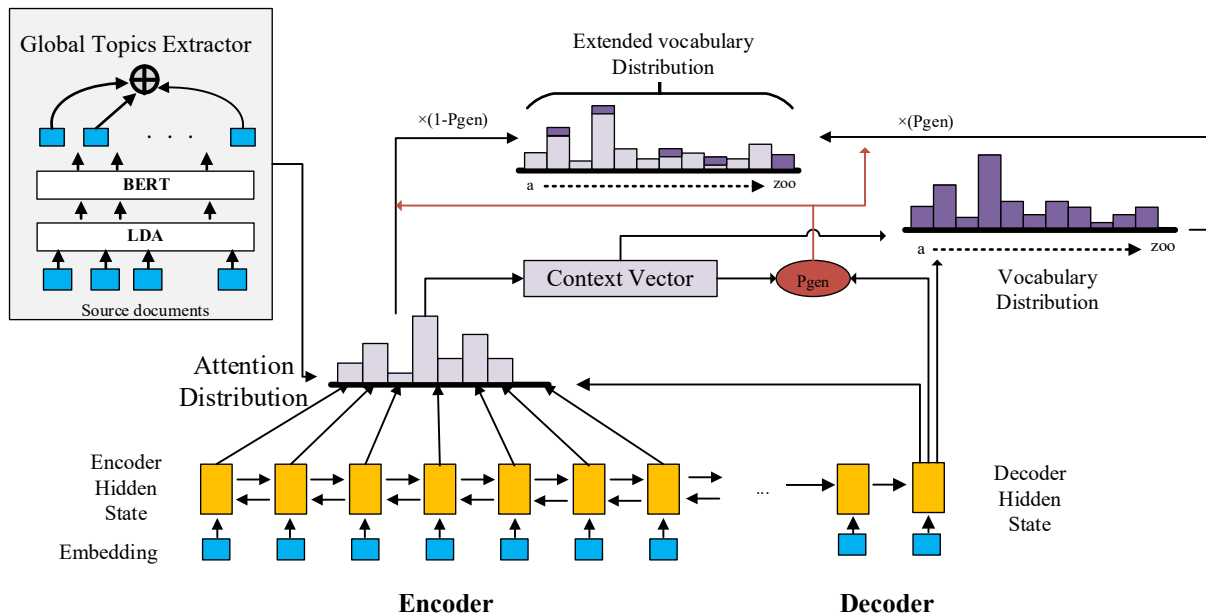 Global Topics Extractor
. . .
BERT
LDA
Source documents
Extended vocabulary
Distribution
×(1-Pgen)
×(Pgen)
a
zoo
a
zoo
Context Vector
Pgen
Vocabulary
Distribution
Attention
Distribution
Encoder
Hidden
State
...
Decoder
Hidden
State
Embedding
Encoder
Decoder